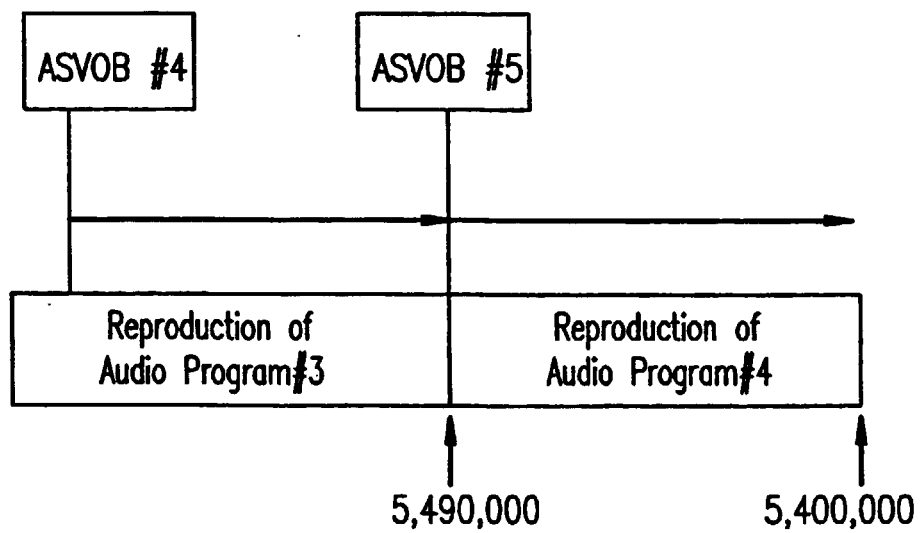 ASVOB #4
ASVOB #5
Reproduction of
Audio Program#3
Reproduction of
Audio Program#4
5,490,000
5,400,000